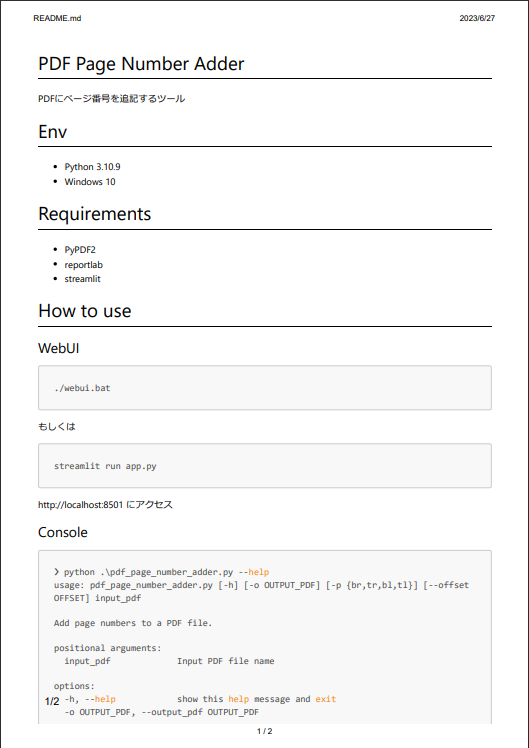 README.md
2023/6/27
PDF Page Number Adder
PDFにページ番号を追記するツール
Env
• Python 3.10.9
• Windows 10
Requirements
• PyPDF2
• reportlab
• streamlit
How to use
WebUI
./webui.bat
もしくは
streamlit run app.py
http://localhost:8501 にアクセス
Console
❯ python .\pdf_page_number_adder.py --help
usage: pdf_page_number_adder.py [-h] [-o OUTPUT_PDF] [-p {br,tr,bl,tl}] [--offset
OFFSET] input_pdf
Add page numbers to a PDF file.
positional arguments:
input_pdf Input PDF file name
options:
1/2
-h, --help show this help message and exit
-o OUTPUT_PDF, --output_pdf OUTPUT_PDF
1 / 2